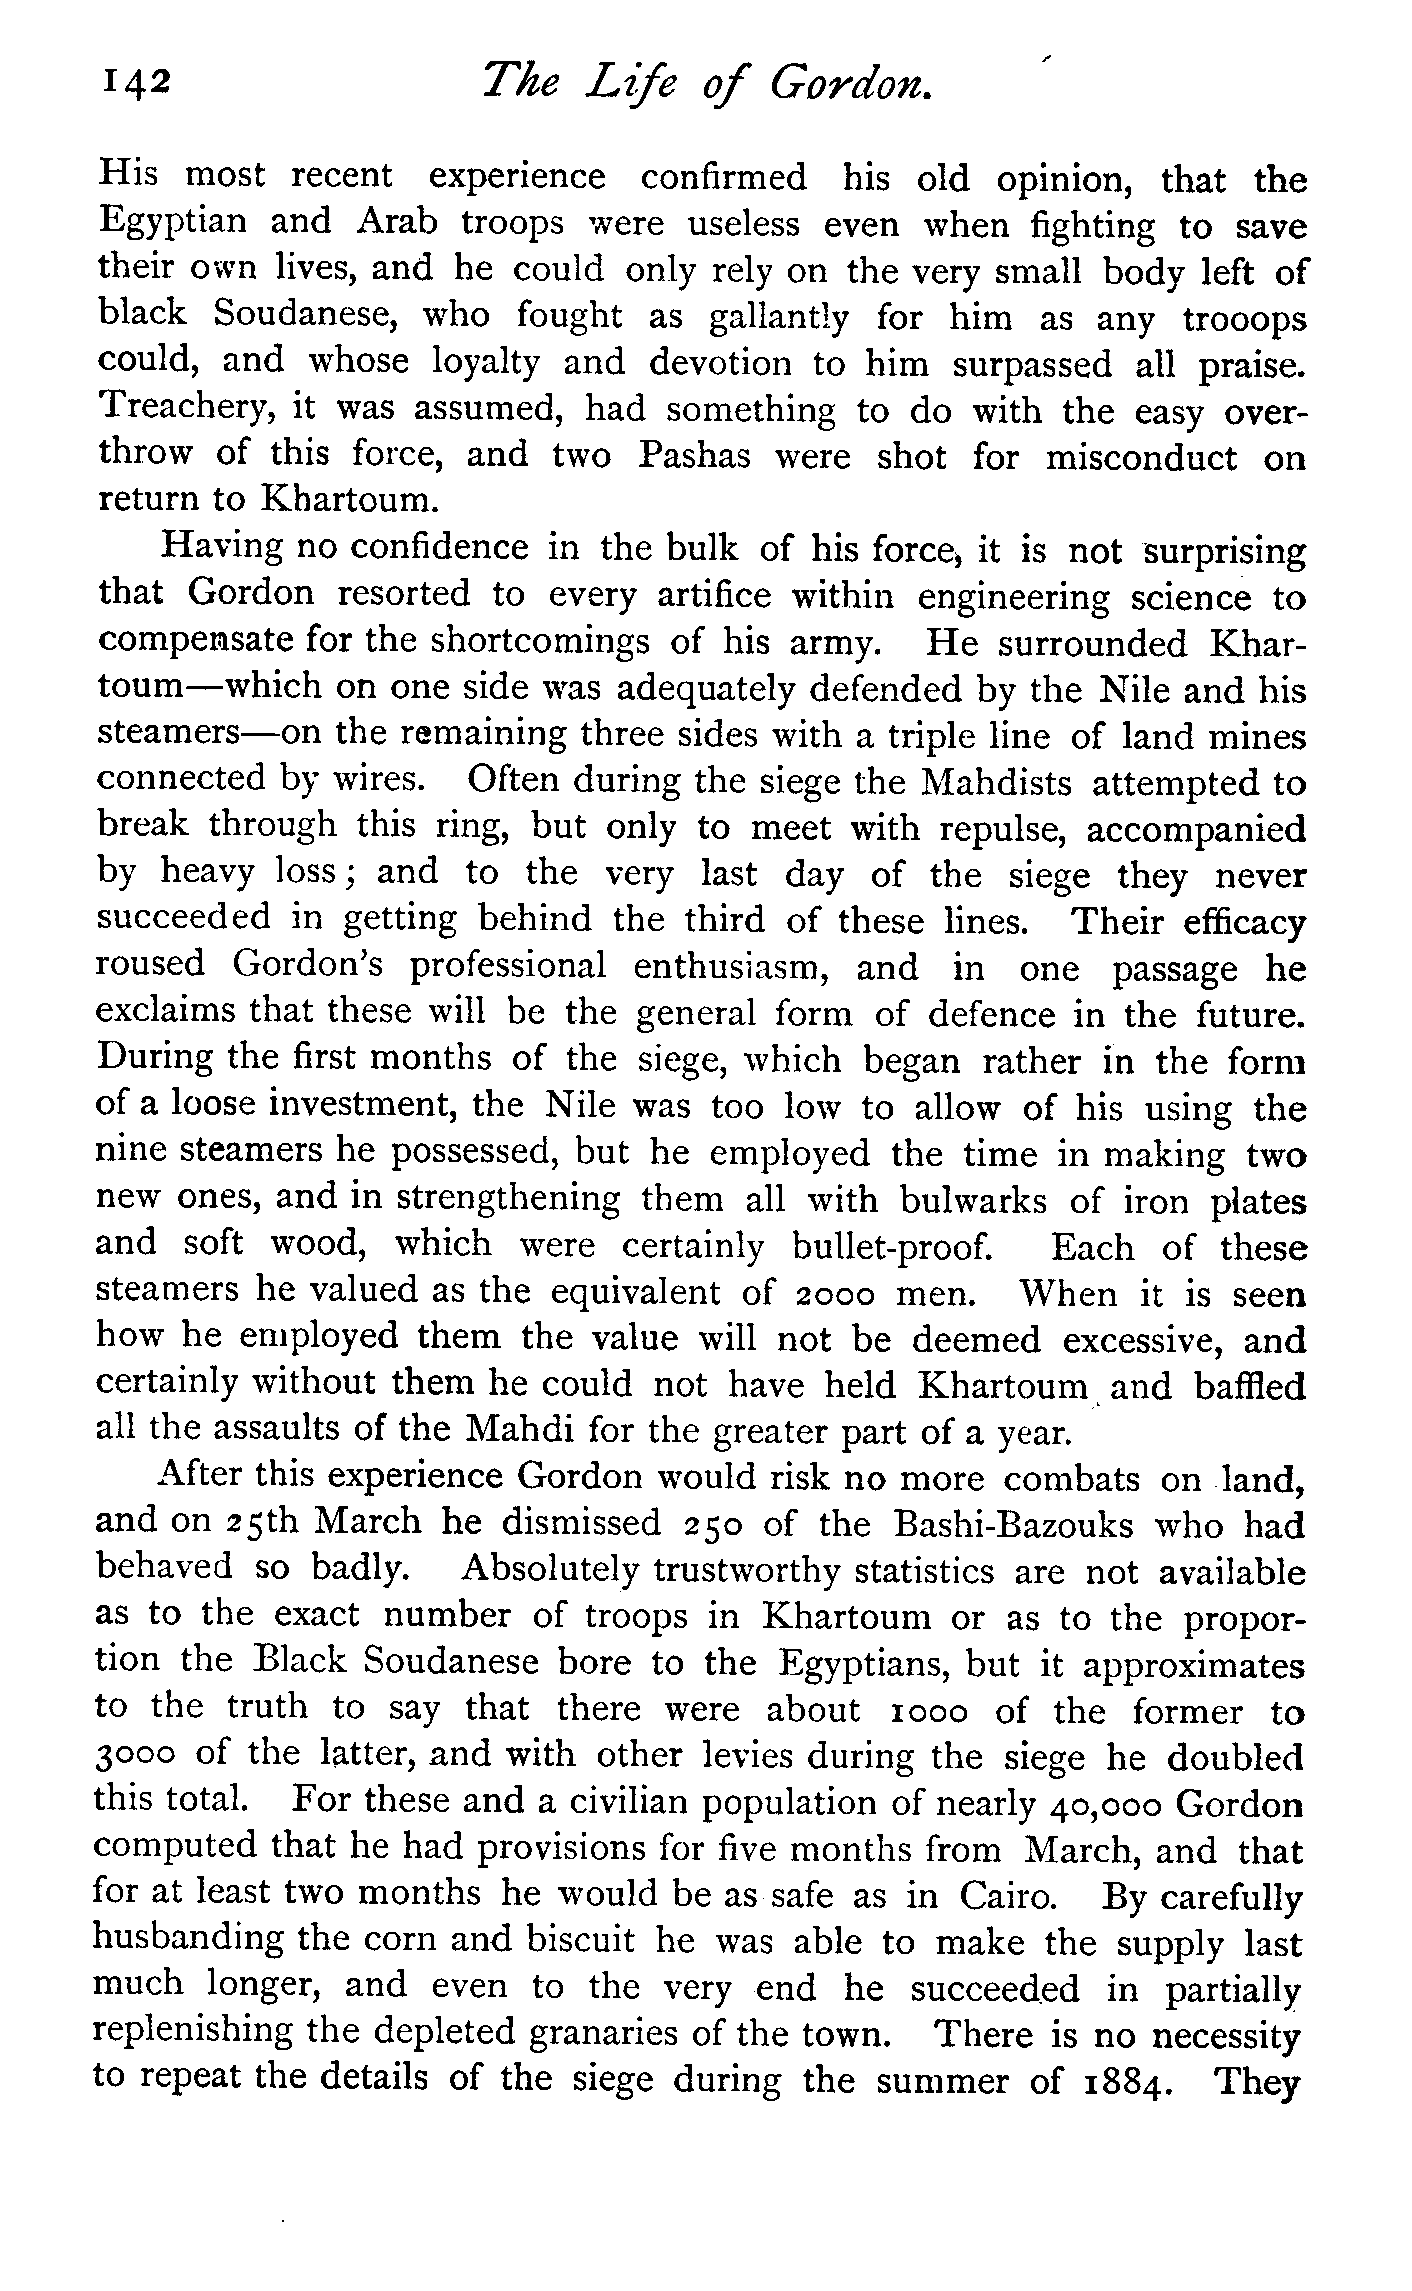 142 The Life of Gordon.
His most recent experience confirmed his old opinion, that the
Egyptian and Arab troops were useless even when fighting to save
their own lives, and he could only rely on the very small body left of
black Soudanese, who fought as gallantly for him as any trooops
could, and whose loyalty and devotion to him surpassed all praise.
Treachery, it was assumed, had something to do with the easy over-
throw of this force, and two Pashas were shot for misconduct on
return to Khartoum.
Having no confidence in the bulk of his force, it is not surprising
that Gordon resorted to every artifice within engineering science to
compensate for the shortcomings of his army. He surrounded Khar-
toum—which on one side was adequately defended by the Nile and his
steamers—on the remaining three sides with a triple line of land mines
connected by wires. Often during the siege the Mahdists attempted to
break through this ring, but only to meet with repulse, accompanied
by heavy loss; and to the very last day of the siege they never
succeeded in getting behind the third of these lines. Their efficacy
roused Gordon's professional enthusiasm, and in one passage he
exclaims that these will be the general form of defence in the future.
During the first months of the siege, which began rather in the form
of a loose investment, the Nile was too low to allow of his using the
nine steamers he possessed, but he employed the time in making two
new ones, and in strengthening them all with bulwarks of iron plates
and soft wood, which were certainly bullet-proof. Each of these
steamers he valued as the equivalent of 2000 men. When it is seen
how he employed them the value will not be deemed excessive, and
certainly without them he could not have held Khartoum and baffled
all the assaults of the Mahdi for the greater part of a year.
After this experience Gordon would risk no more combats on land,
and on 25th March he dismissed 250 of the Bashi-Bazouks who had
behaved so badly. Absolutely trustworthy statistics are not available
as to the exact number of troops in Khartoum or as to the propor-
tion the Black Soudanese bore to the Egyptians, but it approximates
to the truth to say that there were about 1000 of the former to
3000 of the latter, and with other levies during the siege he doubled
this total. For these and a civilian population of nearly 40,000 Gordon
computed that he had provisions for five months from March, and that
for at least two months he would be as safe as in Cairo. By carefully
husbanding the corn and biscuit he was able to make the supply last
much longer, and even to the very end he succeeded in partially
replenishing the depleted granaries of the town. There is no necessity
to repeat the details of the siege during the summer of 1884. They